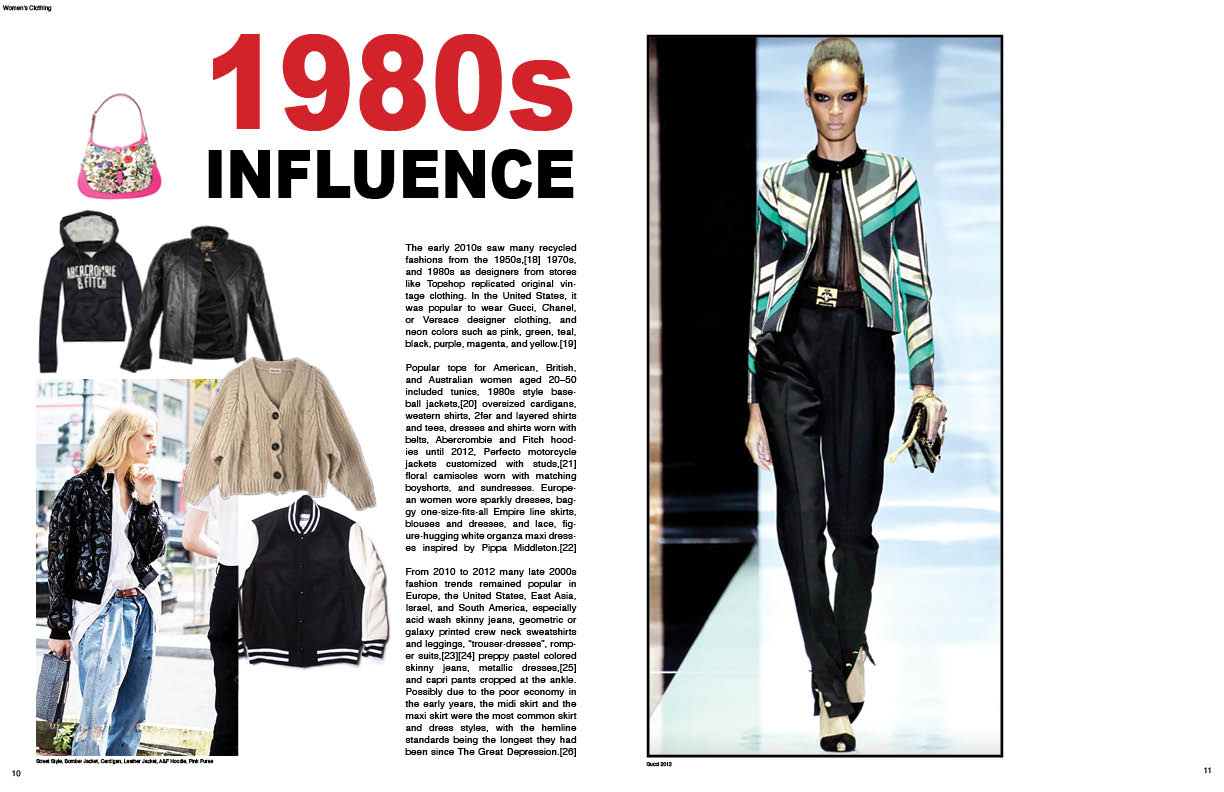 Women's Clothing
1980s
INFLUENCE
ABERCROMBIE
& FITCH
NTER
The early 2010s saw many recycled
fashions from the 1950s,[18] 1970s,
and 1980s as designers from stores
like Topshop replicated original vin-
tage clothing. In the United States, it
was popular to wear Gucci, Chanel,
or Versace designer clothing, and
neon colors such as pink, green, teal,
black, purple, magenta, and yellow.[19]
Popular tops for American, British,
and Australian women aged 20–50
included tunics, 1980s style base-
ball jackets,[20] oversized cardigans,
western shirts, 2fer and layered shirts
and tees, dresses and shirts worn with
belts, Abercrombie and Fitch hood-
ies until 2012, Perfecto motorcycle
jackets customized with studs,[21]
floral camisoles worn with matching
boyshorts, and sundresses. Europe-
an women wore sparkly dresses, bag-
gy one-size-fits-all Empire line skirts,
blouses and dresses, and lace, fig-
ure-hugging white organza maxi dress-
es inspired by Pippa Middleton.[22]
From 2010 to 2012 many late 2000s
fashion trends remained popular in
Europe, the United States, East Asia,
Israel, and South America, especially
acid wash skinny jeans, geometric or
galaxy printed crew neck sweatshirts
and leggings, "trouser-dresses", romp-
er suits,[23][24] preppy pastel colored
skinny jeans, metallic dresses,[25]
and capri pants cropped at the ankle.
Possibly due to the poor economy in
the early years, the midi skirt and the
maxi skirt were the most common skirt
and dress styles, with the hemline
standards being the longest they had
been since The Great Depression.[26]
Street Style, Bomber Jacket, Cardigan, Leather Jacket, A&F Hoodie, Pink Purse
10
Gucci 2012
11